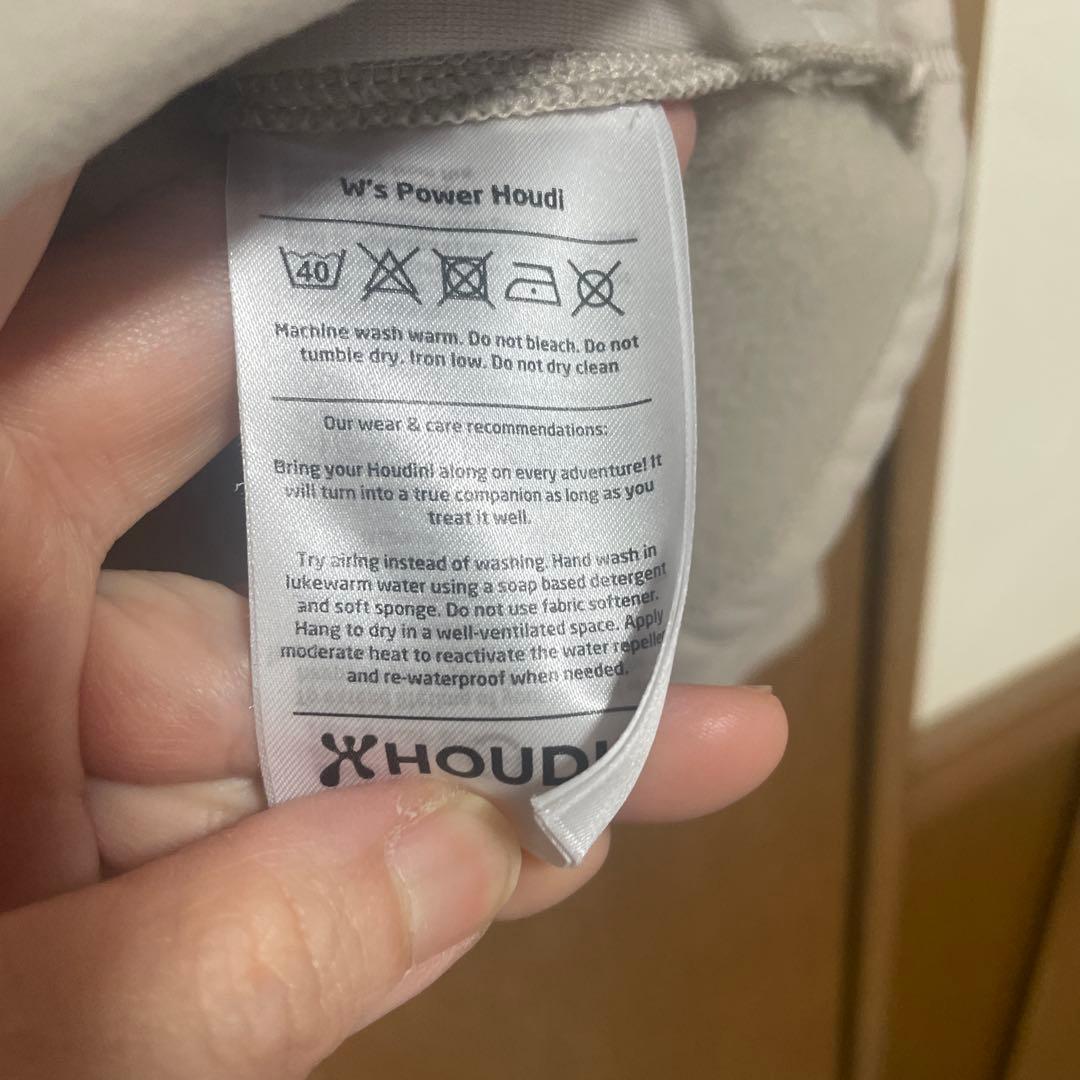 W's Power Houdi
40
Machine wash warm. Do not bleach. Do not
tumble dry. Iron low. Do not dry clean
Our wear & care recommendations:
Bring your Houdini along on every adventure! It
will turn into a true companion as long as you
treat it well.
Try airing instead of washing. Hand wash in
lukewarm water using a soap based detergent
and soft sponge. Do not use fabric softener.
Hang to dry in a well-ventilated space. Apply
moderate heat to reactivate the water repelle
and re-waterproof when needed.
HOUDI